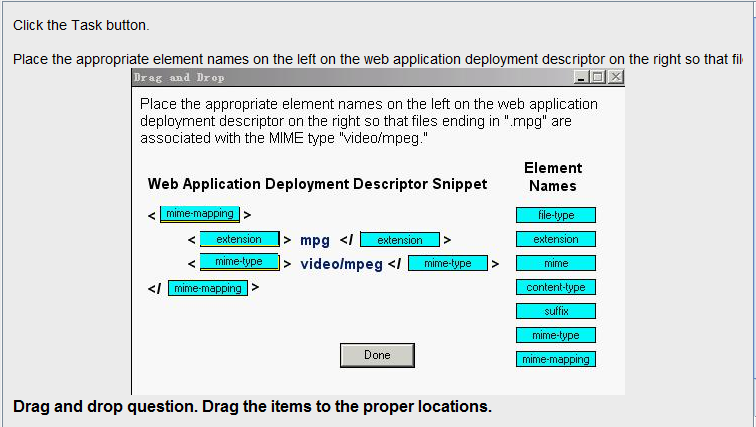 Click the Task button.
Place the appropriate element names on the left on the web application deployment descriptor on the right so that fil
Drag and Drop
Place the appropriate element names on the left on the web application
deployment descriptor on the right so that files ending in ".mpg" are
associated with the MIME type "video/mpeg."
Element
Names
Web Application Deployment Descriptor Snippet
< mime-mapping >
< extension > mpg </ extension >
< mime-type > video/mpeg </ mime-type >
</ mime-mapping >
file-type
extension
mime
content-type
suffix
mime-type
mime-mapping
Done
Drag and drop question. Drag the items to the proper locations.